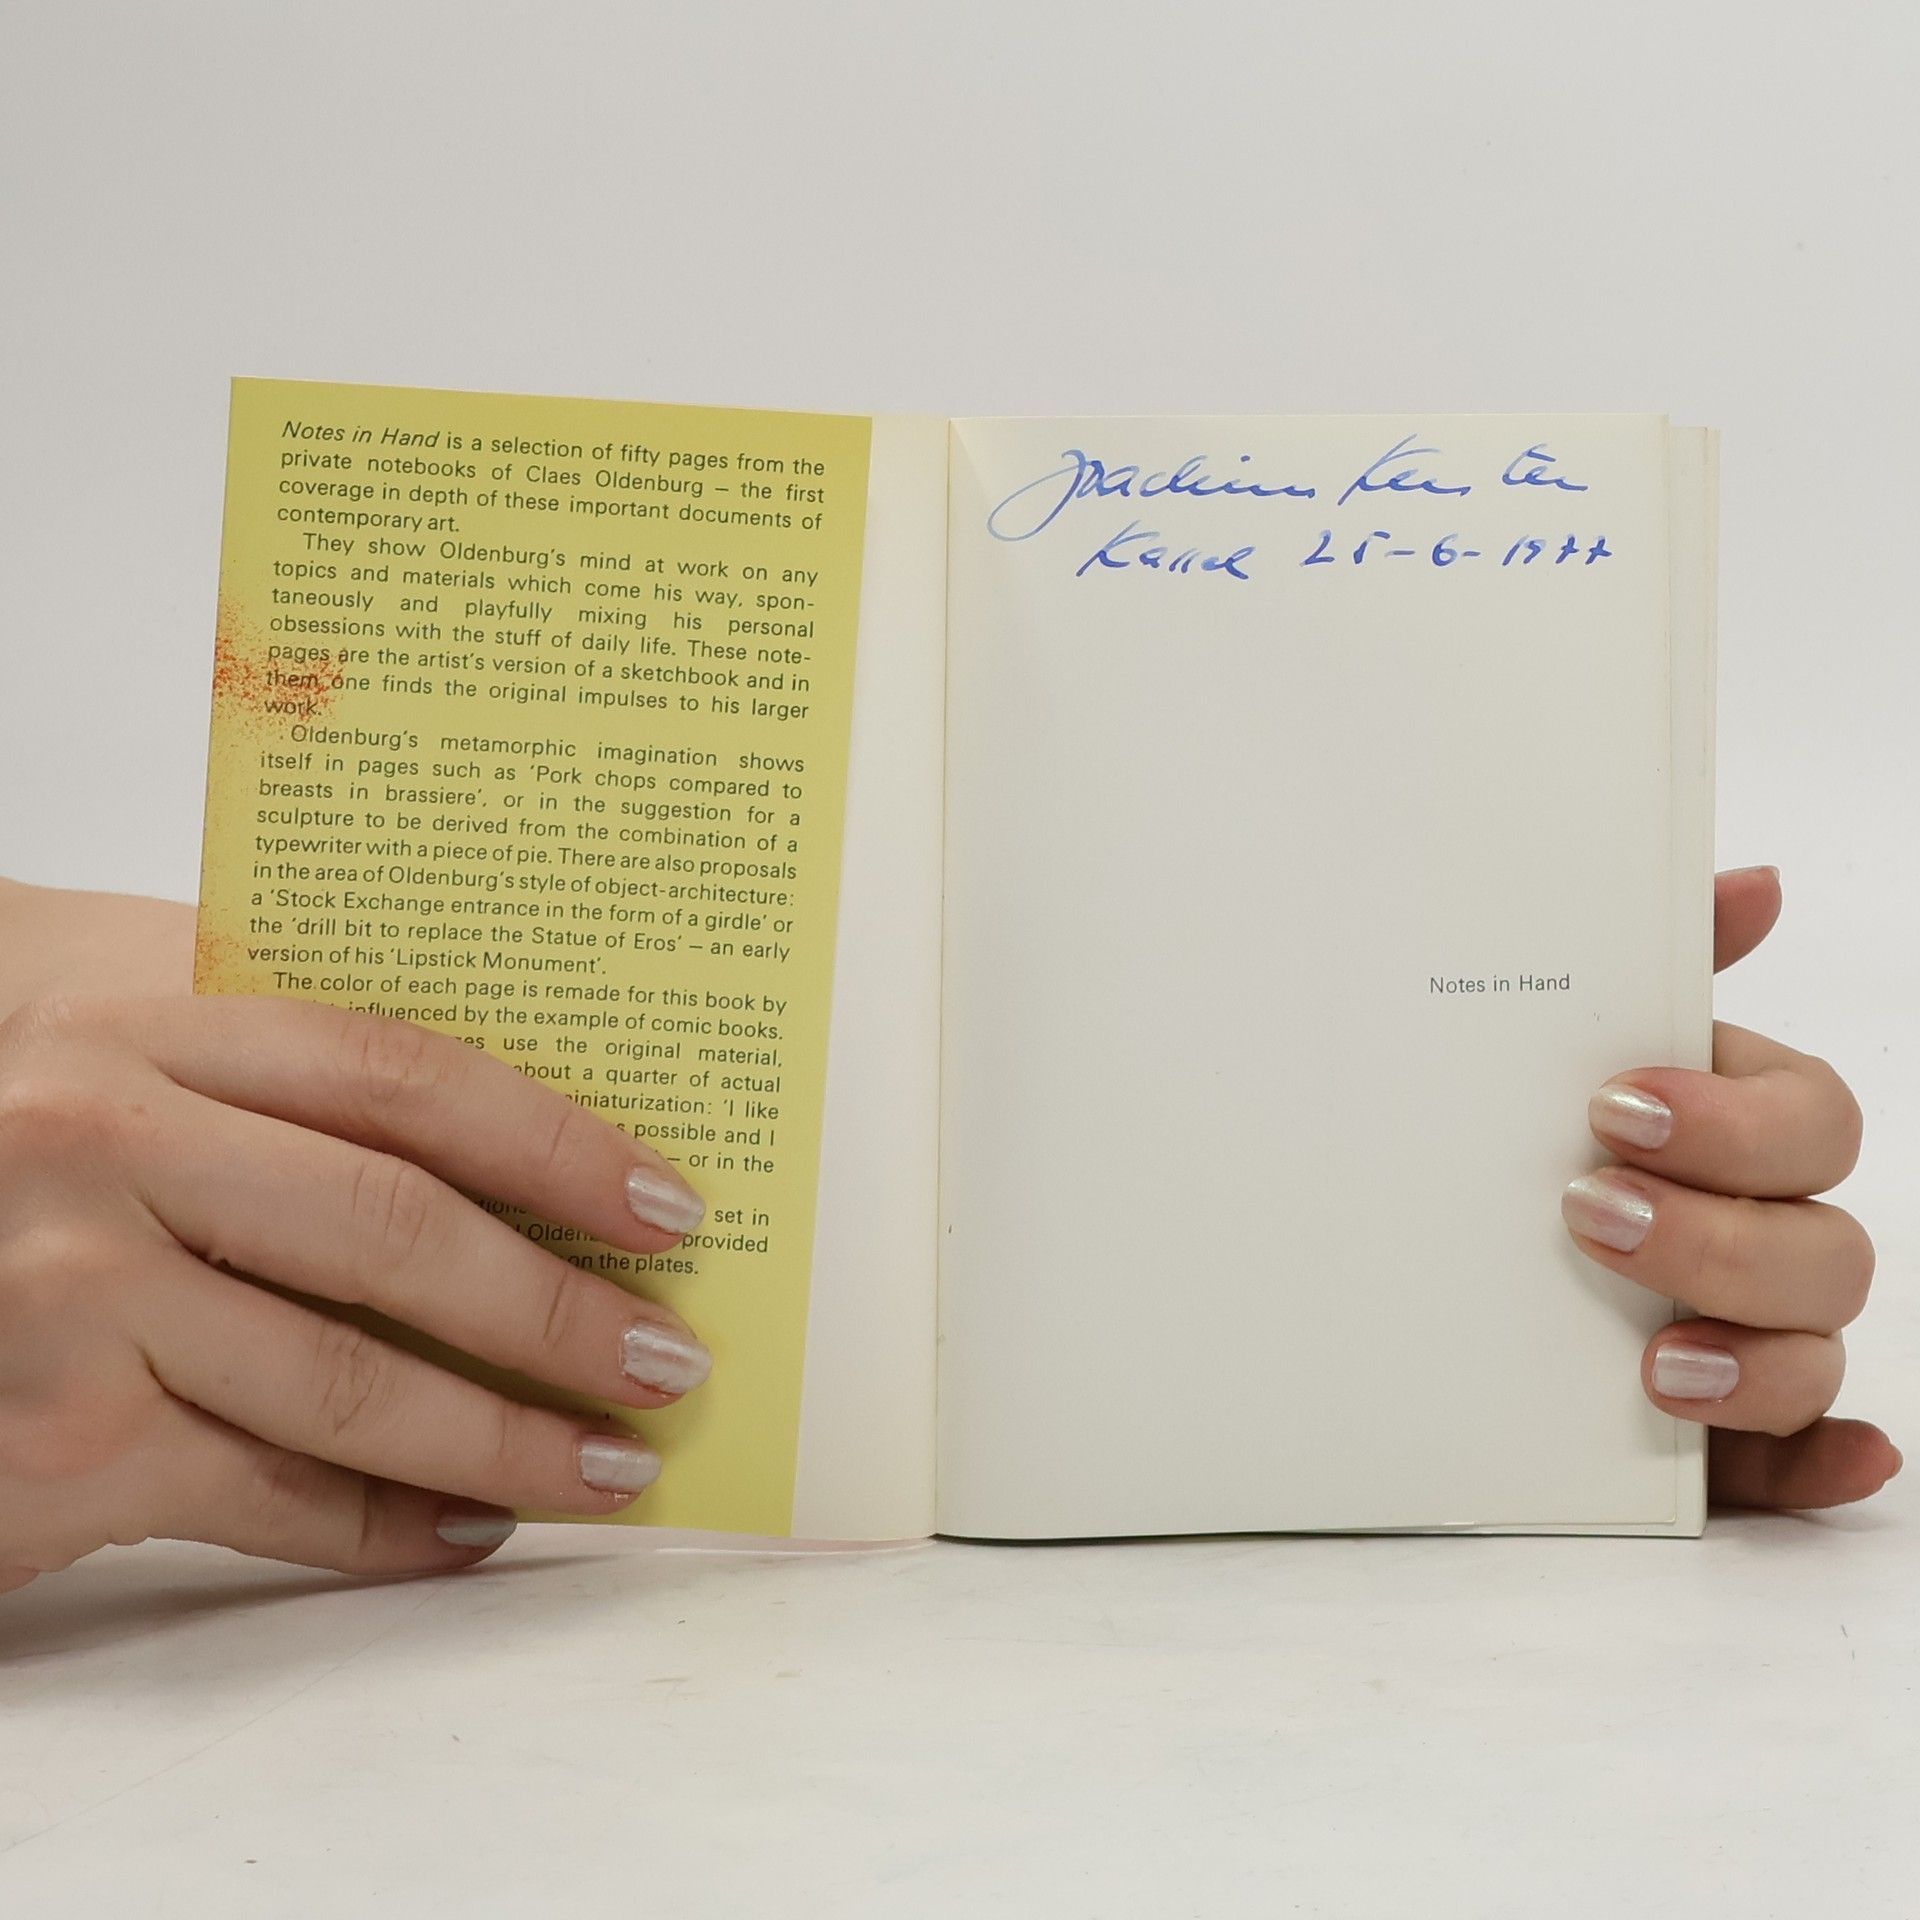 Notes in Hand is a selection of fifty pages from the
private notebooks of Claes Oldenburg – the first
coverage in depth of these important documents of
contemporary art.
They show Oldenburg's mind at work on any
topics and materials which come his way, spon-
taneously and playfully mixing his personal
obsessions with the stuff of daily life. These note-
pages are the artist's version of a sketchbook and in
them one finds the original impulses to his larger
work.
Oldenburg's metamorphic imagination shows
itself in pages such as 'Pork chops compared to
breasts in brassiere', or in the suggestion for a
sculpture to be derived from the combination of a
typewriter with a piece of pie. There are also proposals
in the area of Oldenburg's style of object-architecture:
a 'Stock Exchange entrance in the form of a girdle' or
the 'drill bit to replace the Statue of Eros' – an early
version of his 'Lipstick Monument'.
The color of each page is remade for this book by
influenced by the example of comic books.
use the original material,
about a quarter of actual
miniaturization: 'I like
possible and I
– or in the
set in
provided
on the plates.
Joachim Kersten
Kassel 25-6-1977
Notes in Hand